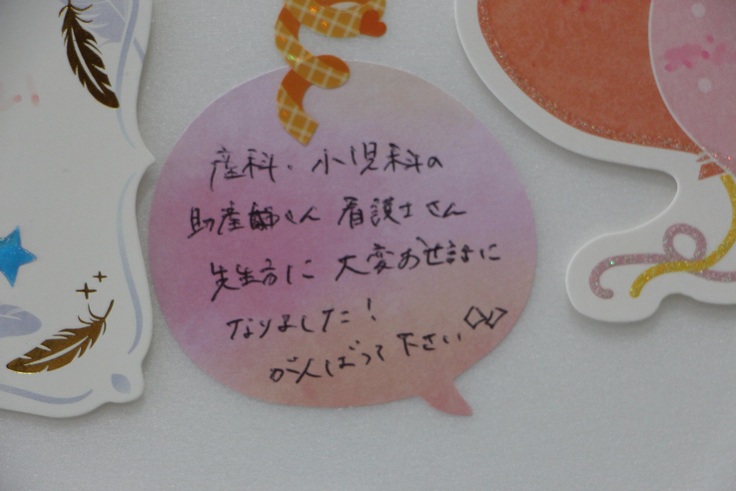 産科・小児科の
助産師さん 看護士さん
先生方に 大変お世話に
なりました!
がんばって下さい